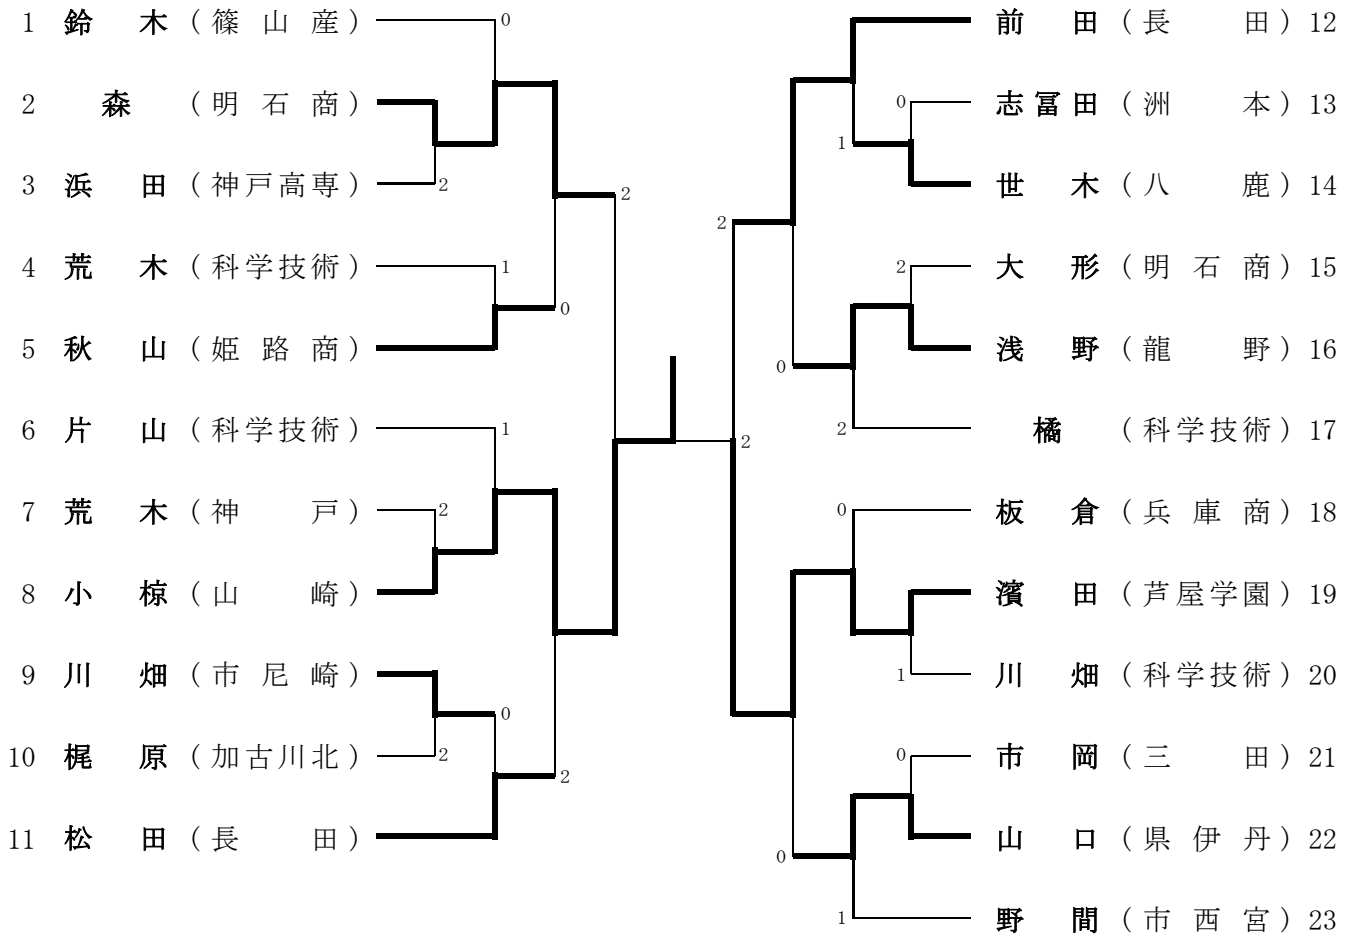 1 鈴木 (篠山産) 0
2 森 (明石商)
3 浜田 (神戸高専) 2
2
4 荒木 (科学技術) 1
0
5 秋山 (姫路商)
6 片山 (科学技術) 1
7 荒木 (神戸) 2
8 小椋 (山崎)
9 川畑 (市尼崎) 0
10 梶原 (加古川北) 2
2
11 松田 (長田)
2
前田 (長田) 12
0 志冨田 (洲本) 13
1
世木 (八鹿) 14
2
2 大形 (明石商) 15
浅野 (龍野) 16
0
2 橘 (科学技術) 17
0 板倉 (兵庫商) 18
濱田 (芦屋学園) 19
1 川畑 (科学技術) 20
0 市岡 (三田) 21
山口 (県伊丹) 22
0
1 野間 (市西宮) 23